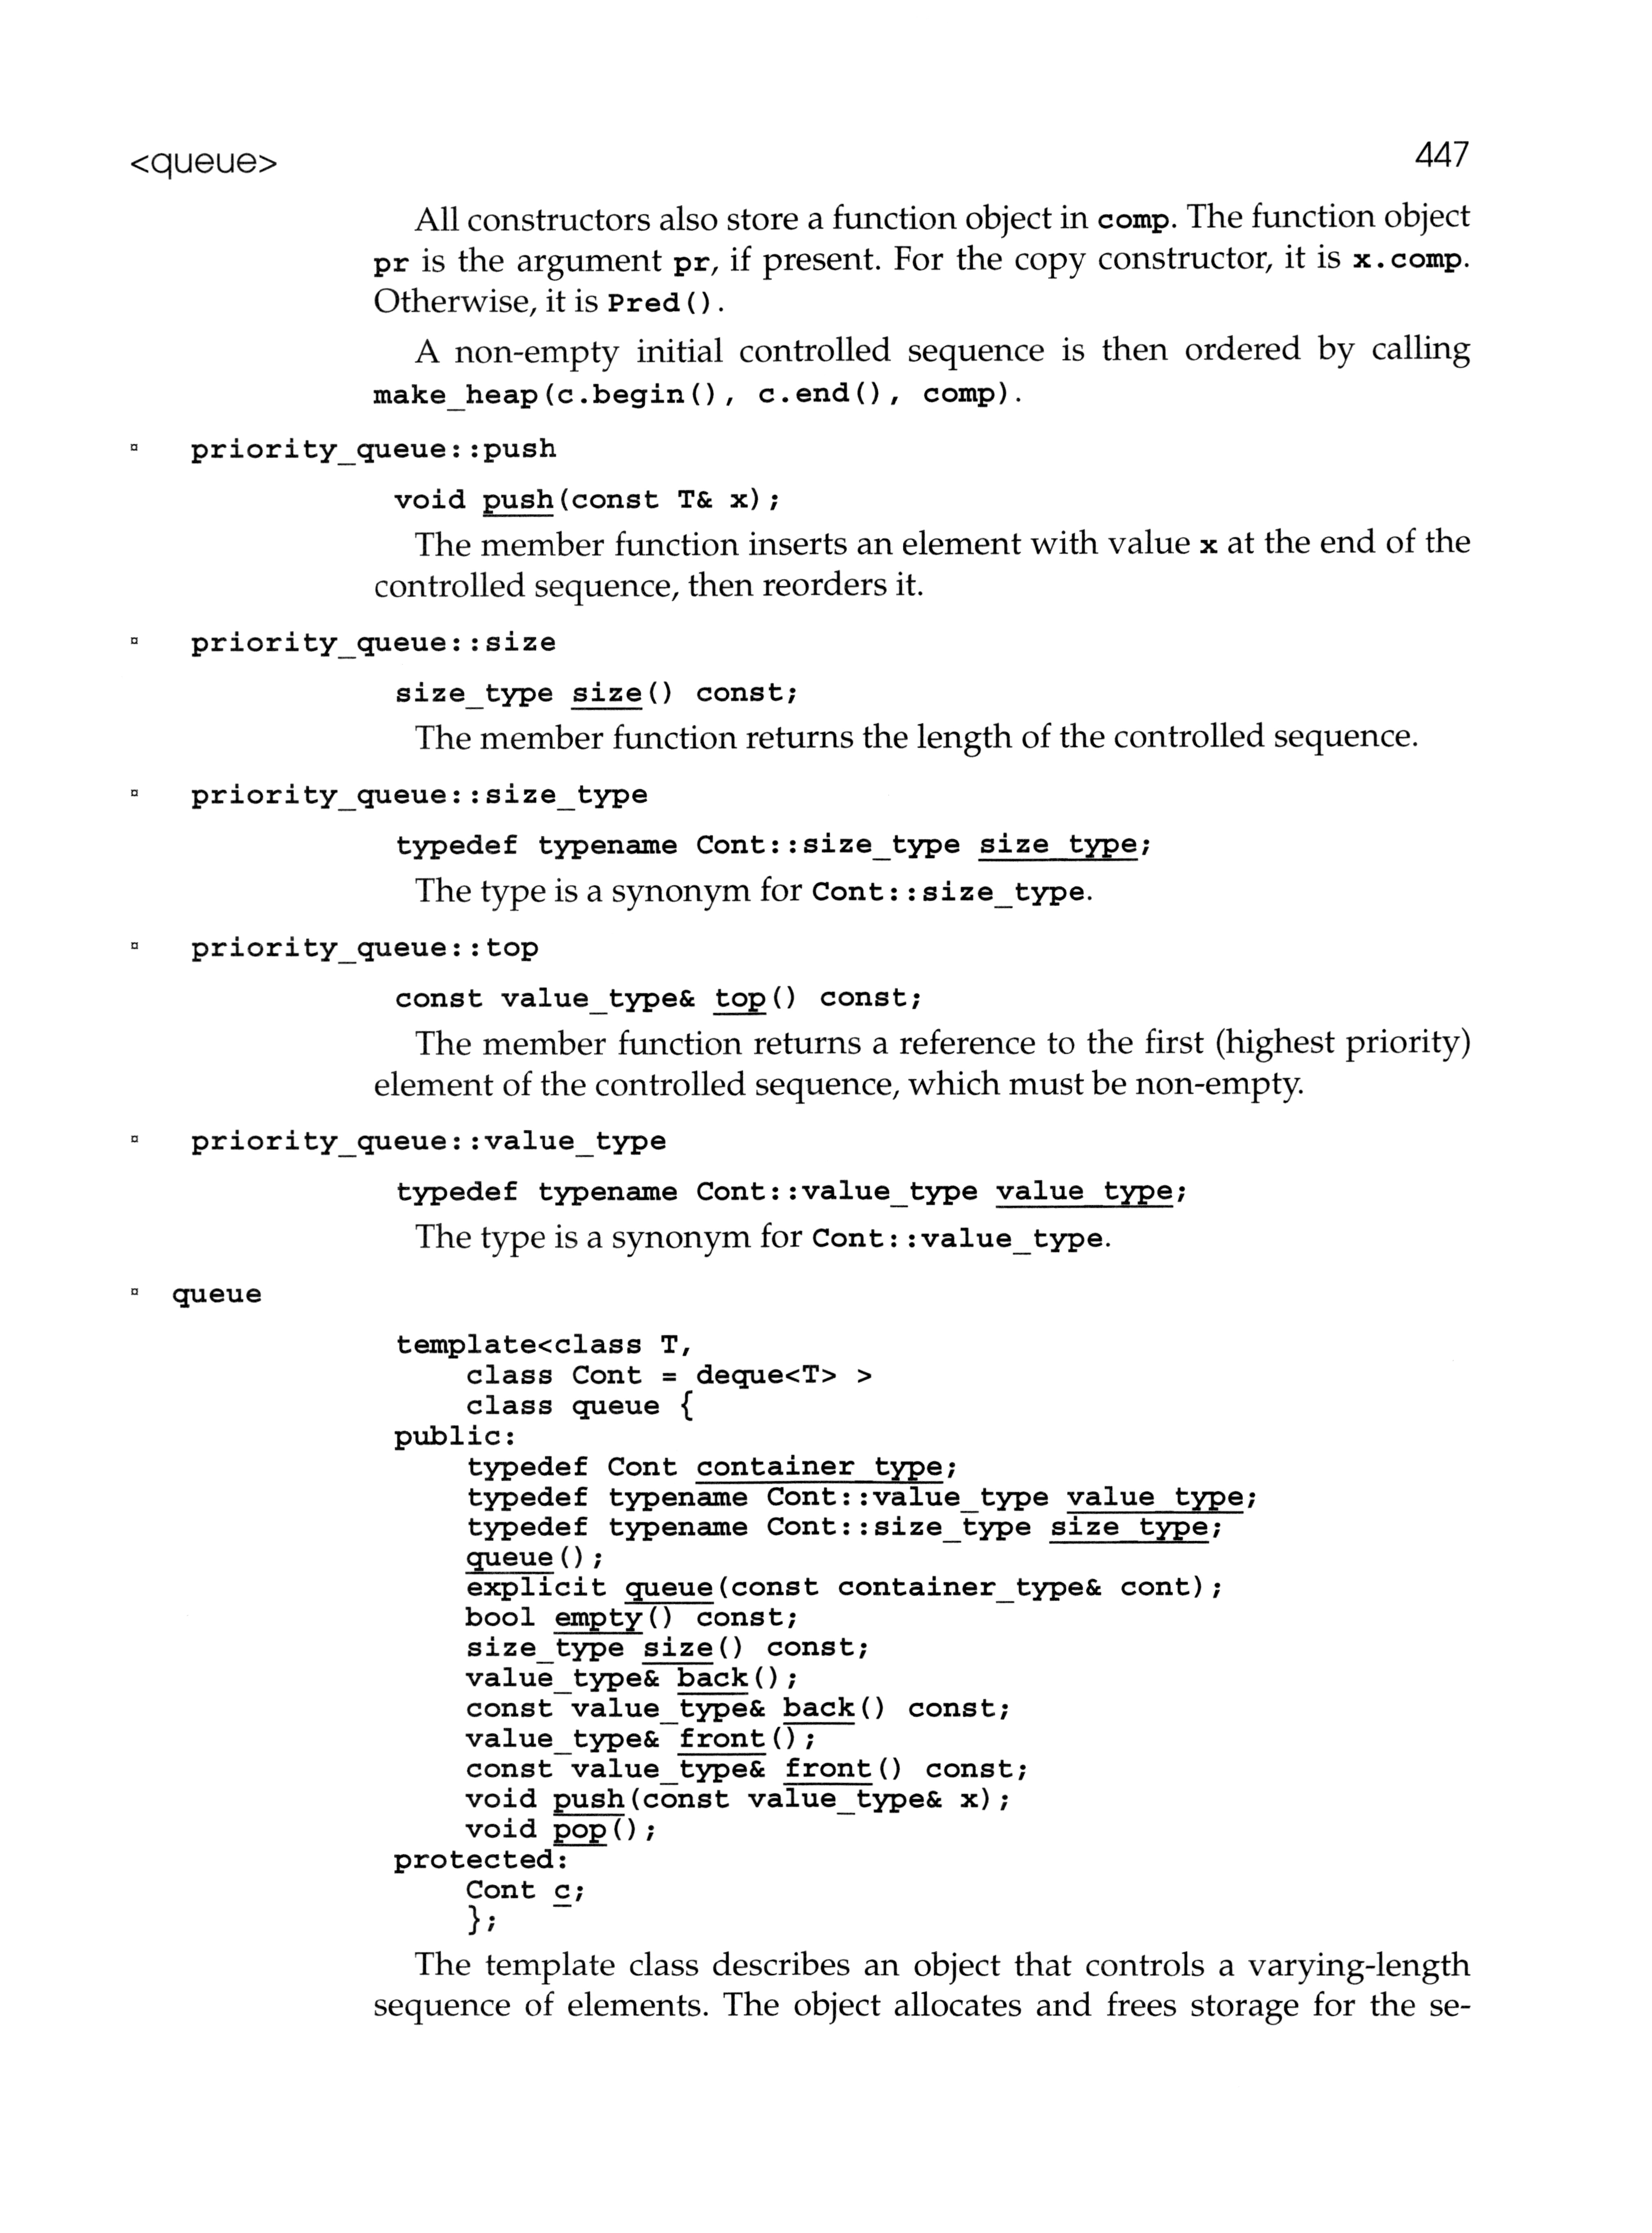 <queue> 447
All constructors also store a function object in comp. The function object
pr is the argument pr, if present. For the copy constructor, it is x.comp.
Otherwise, it is Pred().
A non-empty initial controlled sequence is then ordered by calling
make_heap(c.begin(), c.end(), comp).
▫ priority_queue::push
void push(const T& x);
The member function inserts an element with value x at the end of the
controlled sequence, then reorders it.
▫ priority_queue::size
size_type size() const;
The member function returns the length of the controlled sequence.
▫ priority_queue::size_type
typedef typename Cont::size_type size_type;
The type is a synonym for Cont::size_type.
▫ priority_queue::top
const value_type& top() const;
The member function returns a reference to the first (highest priority)
element of the controlled sequence, which must be non-empty.
▫ priority_queue::value_type
typedef typename Cont::value_type value_type;
The type is a synonym for Cont::value_type.
▫ queue
template<class T,
class Cont = deque<T> >
class queue {
public:
typedef Cont container_type;
typedef typename Cont::value_type value_type;
typedef typename Cont::size_type size_type;
queue();
explicit queue(const container_type& cont);
bool empty() const;
size_type size() const;
value_type& back();
const value_type& back() const;
value_type& front();
const value_type& front() const;
void push(const value_type& x);
void pop();
protected:
Cont c;
};
The template class describes an object that controls a varying-length
sequence of elements. The object allocates and frees storage for the se-